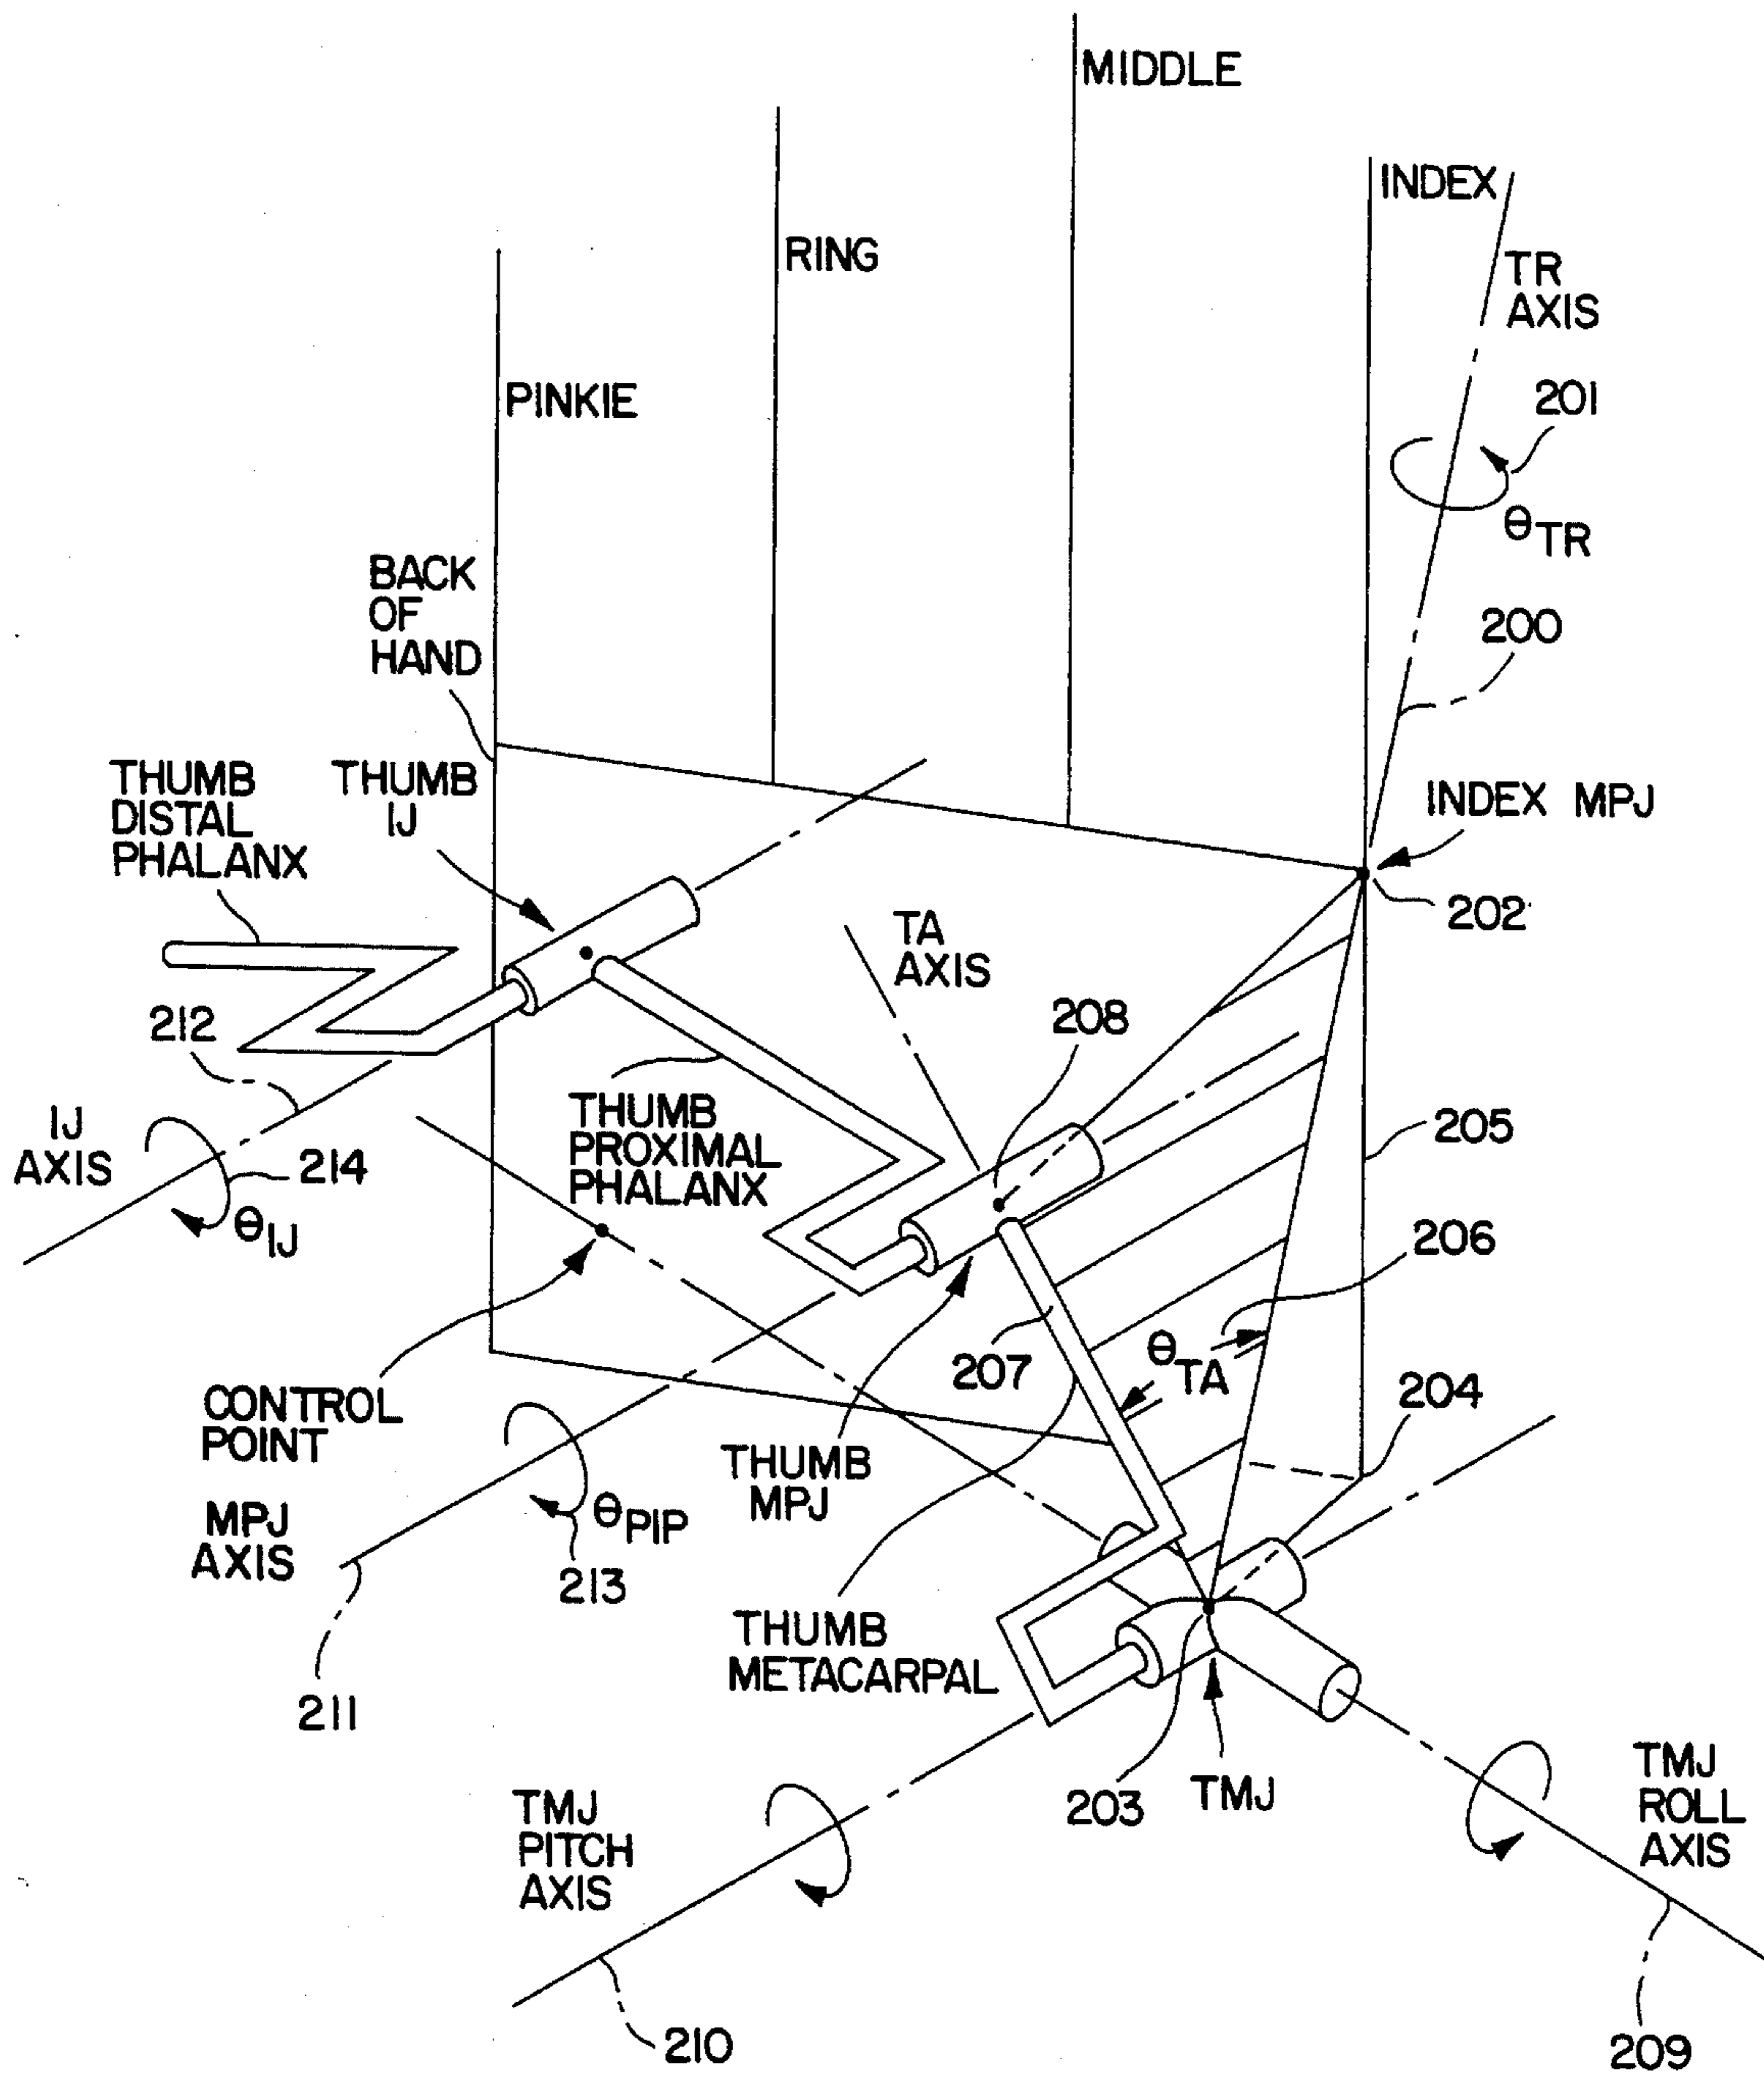 MIDDLE
INDEX
RING
TR
AXIS
PINKIE
201
θTR
BACK
OF
HAND
200
THUMB
DISTAL
PHALANX
THUMB
IJ
INDEX MPJ
202
TA
AXIS
208
212
IJ
AXIS
214
θIJ
THUMB
PROXIMAL
PHALANX
205
206
θTA
207
204
CONTROL
POINT
THUMB
MPJ
MPJ
AXIS
θPIP
213
THUMB
METACARPAL
211
203
TMJ
TMJ
ROLL
AXIS
TMJ
PITCH
AXIS
210
209